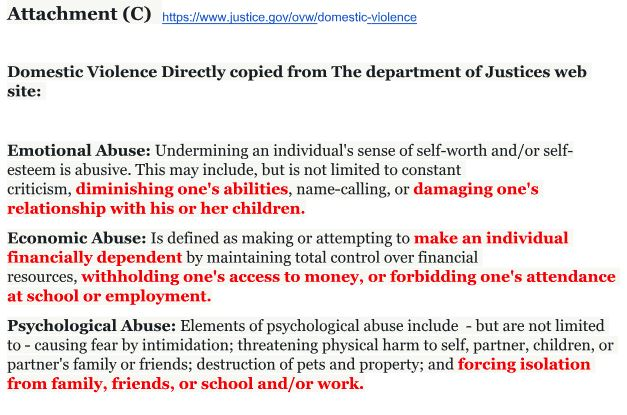 Attachment (C) https://www.justice.gov/ovw/domestic-violence
Domestic Violence Directly copied from The department of Justices web
site:
Emotional Abuse: Undermining an individual's sense of self-worth and/or self-
esteem is abusive. This may include, but is not limited to constant
criticism, diminishing one's abilities, name-calling, or damaging one's
relationship with his or her children.
Economic Abuse: Is defined as making or attempting to make an individual
financially dependent by maintaining total control over financial
resources, withholding one's access to money, or forbidding one's attendance
at school or employment.
Psychological Abuse: Elements of psychological abuse include - but are not limited
to - causing fear by intimidation; threatening physical harm to self, partner, children, or
partner's family or friends; destruction of pets and property; and forcing isolation
from family, friends, or school and/or work.